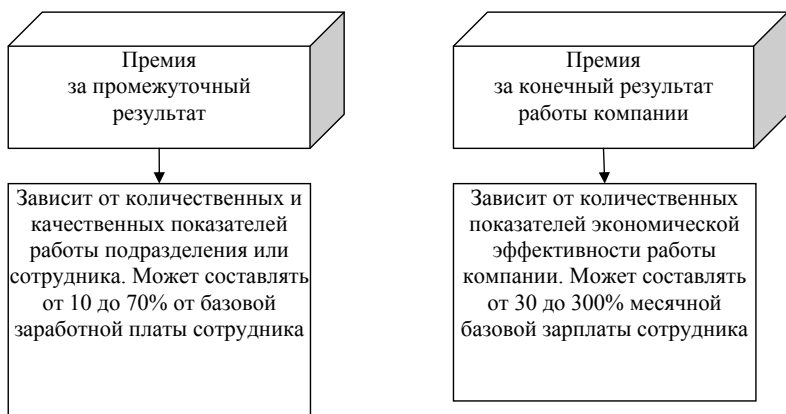 Премия
за промежуточный
результат
Зависит от количественных и
качественных показателей
работы подразделения или
сотрудника. Может составлять
от 10 до 70% от базовой
заработной платы сотрудника
Премия
за конечный результат
работы компании
Зависит от количественных
показателей экономической
эффективности работы
компании. Может составлять
от 30 до 300% месячной
базовой зарплаты сотрудника